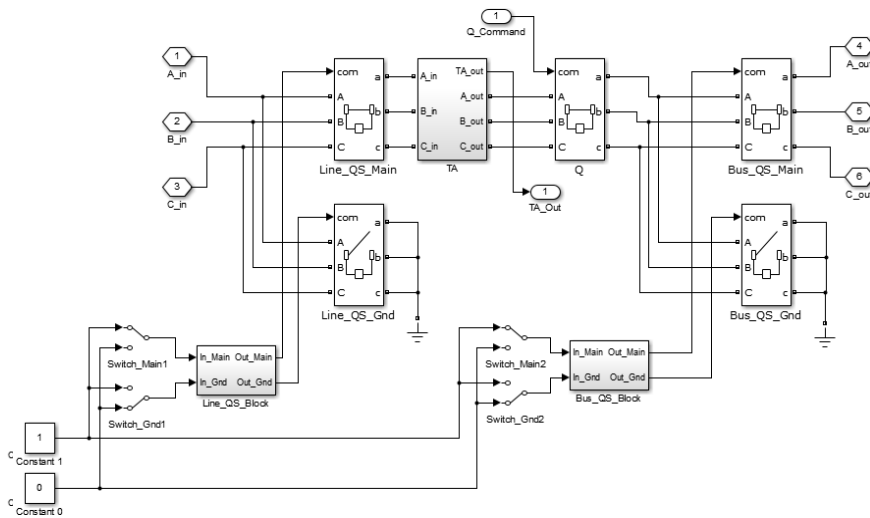 1
Q_Command
1
A_in
2
B_in
3
C_in
com
A
B
C
a
b
c
Line_QS_Main
A_in
B_in
C_in
TA_out
A_out
B_out
C_out
TA
com
A
B
C
a
b
c
Q
com
A
B
C
a
b
c
Bus_QS_Main
4
A_out
5
B_out
6
C_out
1
TA_Out
com
A
B
C
a
b
c
Line_QS_Gnd
com
A
B
C
a
b
c
Bus_QS_Gnd
Switch_Main1
Switch_Gnd1
In_Main
Out_Main
In_Gnd
Out_Gnd
Line_QS_Block
Switch_Main2
Switch_Gnd2
In_Main
Out_Main
In_Gnd
Out_Gnd
Bus_QS_Block
1
C
Constant 1
0
C
Constant 0